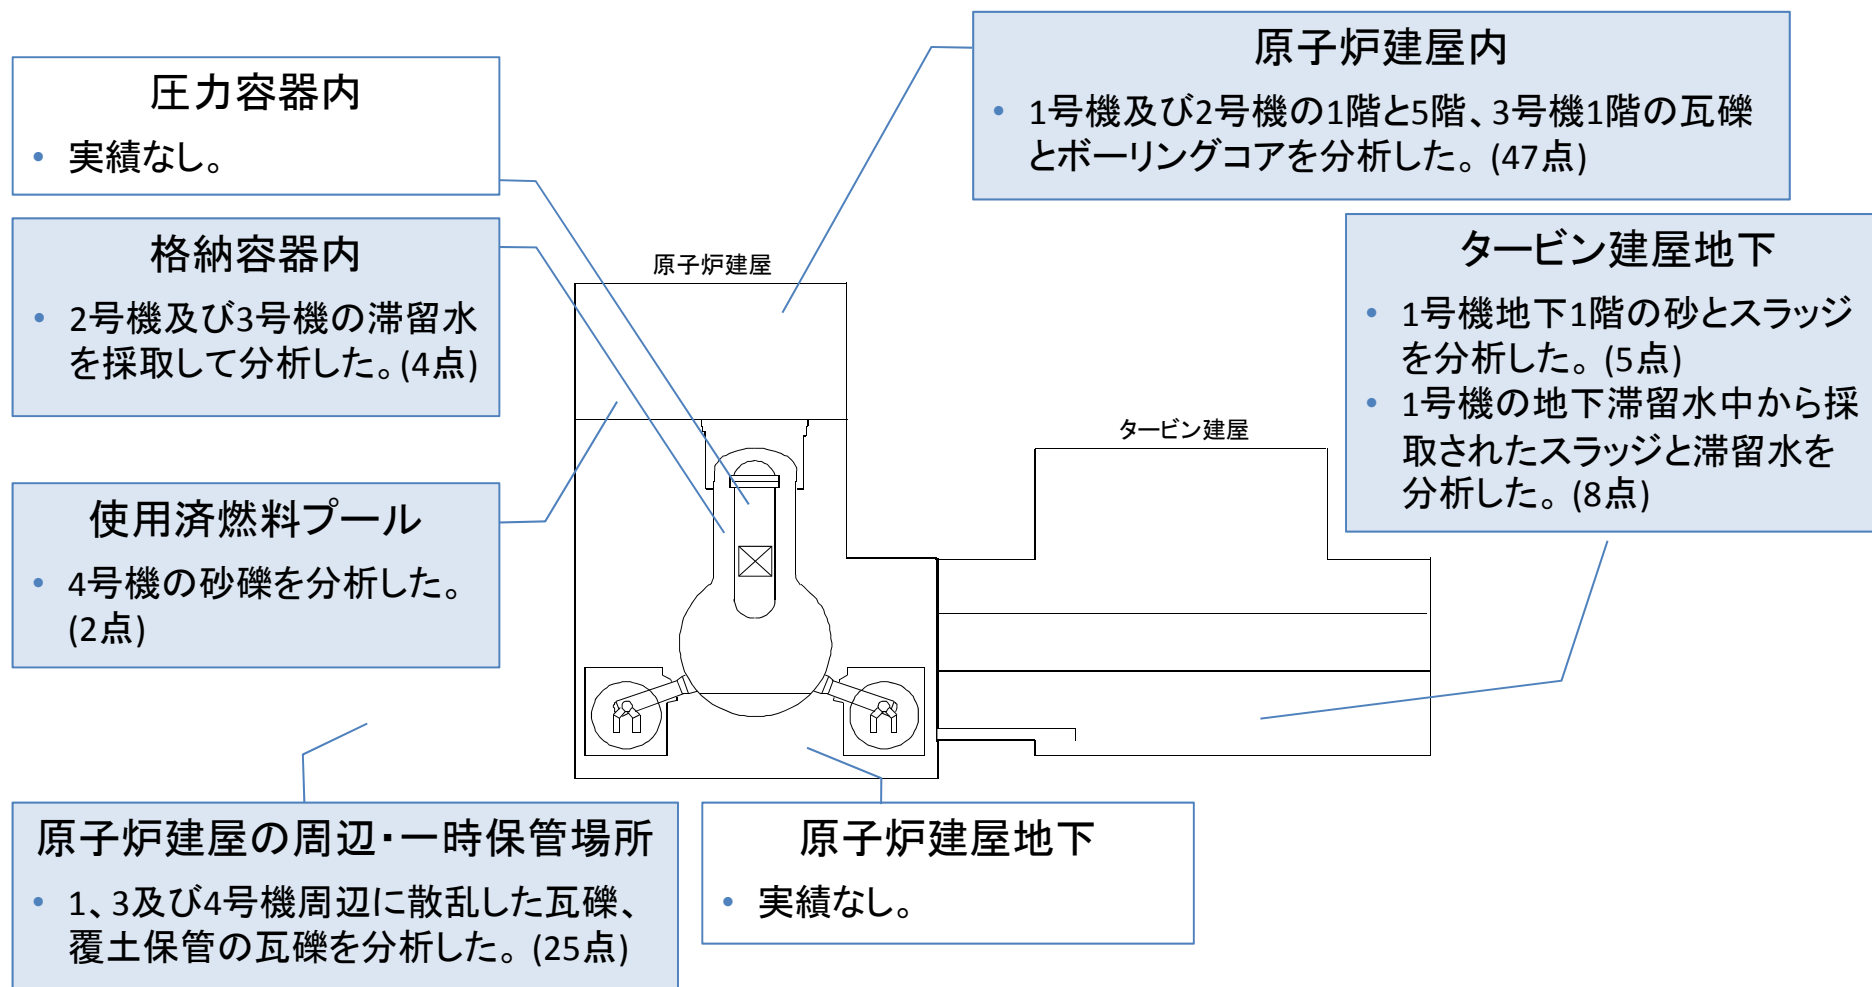 圧力容器内
• 実績なし。
格納容器内
• 2号機及び3号機の滞留水
を採取して分析した。(4点)
使用済燃料プール
• 4号機の砂礫を分析した。
(2点)
原子炉建屋の周辺・一時保管場所
• 1、3及び4号機周辺に散乱した瓦礫、
覆土保管の瓦礫を分析した。(25点)
原子炉建屋
原子炉建屋地下
• 実績なし。
原子炉建屋内
• 1号機及び2号機の1階と5階、3号機1階の瓦礫
とボーリングコアを分析した。(47点)
タービン建屋
タービン建屋地下
• 1号機地下1階の砂とスラッジ
を分析した。(5点)
• 1号機の地下滞留水中から採
取されたスラッジと滞留水を
分析した。(8点)